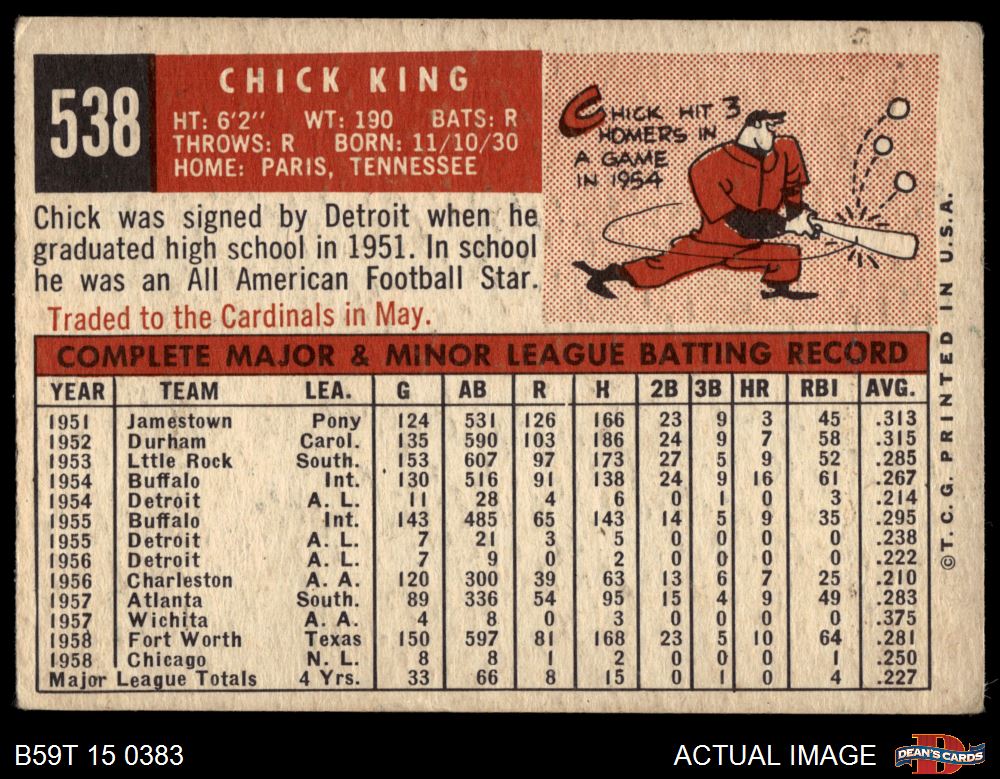 538
CHICK KING
HT: 6'2'' WT: 190 BATS: R
THROWS: R BORN: 11/10/30
HOME: PARIS, TENNESSEE
CHICK HIT 3
HOMERS IN
A GAME
IN 1954
Chick was signed by Detroit when he
graduated high school in 1951. In school
he was an All American Football Star.
Traded to the Cardinals in May.
COMPLETE MAJOR & MINOR LEAGUE BATTING RECORD
YEAR TEAM LEA. G AB R H 2B 3B HR RBI AVG.
1951 Jamestown Pony 124 531 126 166 23 9 3 45 .313
1952 Durham Carol. 135 590 103 186 24 9 7 58 .315
1953 Lttle Rock South. 153 607 97 173 27 5 9 52 .285
1954 Buffalo Int. 130 516 91 138 24 9 16 61 .267
1954 Detroit A. L. 11 28 4 6 0 1 0 3 .214
1955 Buffalo Int. 143 485 65 143 14 5 9 35 .295
1955 Detroit A. L. 7 21 3 5 0 0 0 0 .238
1956 Detroit A. L. 7 9 0 2 0 0 0 0 .222
1956 Charleston A. A. 120 300 39 63 13 6 7 25 .210
1957 Atlanta South. 89 336 54 95 15 4 9 49 .283
1957 Wichita A. A. 4 8 0 3 0 0 0 0 .375
1958 Fort Worth Texas 150 597 81 168 23 5 10 64 .281
1958 Chicago N. L. 8 8 1 2 0 0 0 1 .250
Major League Totals 4 Yrs. 33 66 8 15 0 1 0 4 .227
©T. C. G. PRINTED IN U.S.A.
B59T 15 0383
ACTUAL IMAGE
DEAN'S CARDS